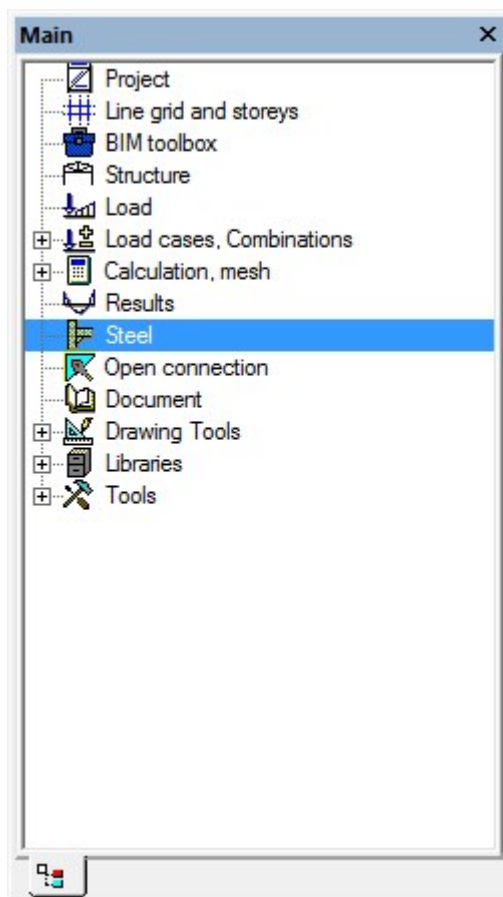 Main
Project
Line grid and storeys
BIM toolbox
Structure
Load
Load cases, Combinations
Calculation, mesh
Results
Steel
Open connection
Document
Drawing Tools
Libraries
Tools